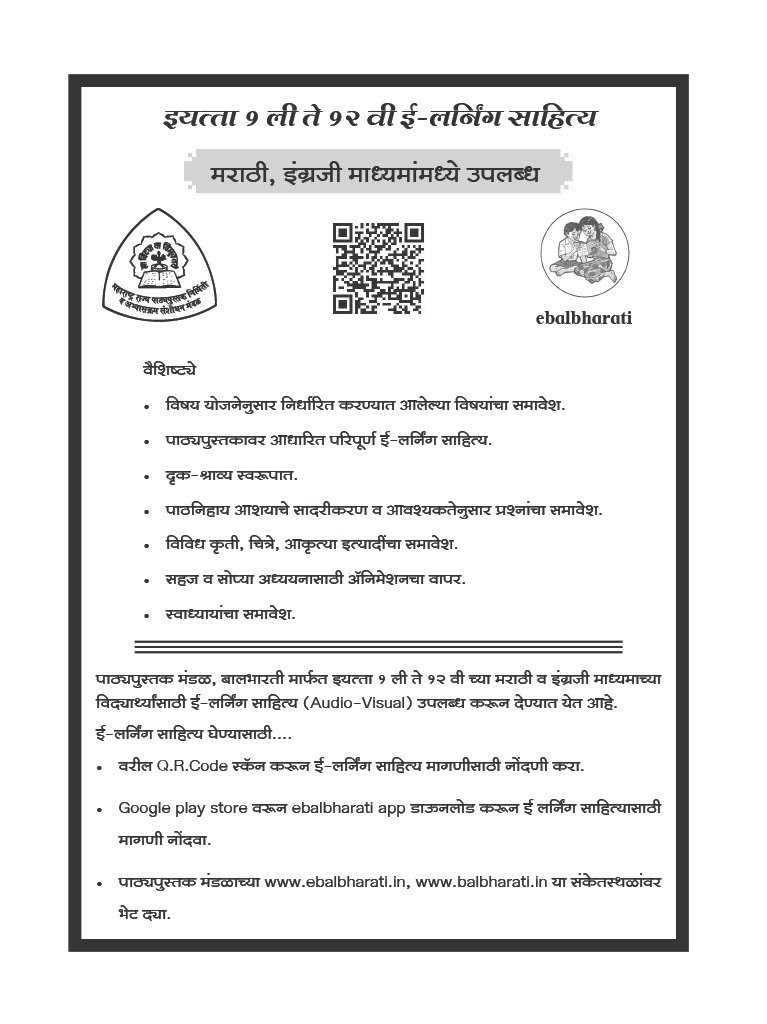 इयत्ता १ ली ते १२ वी ई-लर्निंग साहित्य
मराठी, इंग्रजी माध्यमांमध्ये उपलब्ध
महाराष्ट्र राज्य पाठ्यपुस्तक निर्मिती
व अभ्यासक्रम संशोधन मंडळ
ebalbharati
वैशिष्ट्ये
• विषय योजनेनुसार निर्धारित करण्यात आलेल्या विषयांचा समावेश.
• पाठ्यपुस्तकावर आधारित परिपूर्ण ई-लर्निंग साहित्य.
• दृक-श्राव्य स्वरूपात.
• पाठनिहाय आशयाचे सादरीकरण व आवश्यकतेनुसार प्रश्नांचा समावेश.
• विविध कृती, चित्रे, आकृत्या इत्यादींचा समावेश.
• सहज व सोप्या अध्ययनासाठी ॲनिमेशनचा वापर.
• स्वाध्यायांचा समावेश.
पाठ्यपुस्तक मंडळ, बालभारती मार्फत इयत्ता १ ली ते १२ वी च्या मराठी व इंग्रजी माध्यमाच्या
विद्यार्थ्यांसाठी ई-लर्निंग साहित्य (Audio-Visual) उपलब्ध करून देण्यात येत आहे.
ई-लर्निंग साहित्य घेण्यासाठी....
• वरील Q.R.Code स्कॅन करून ई-लर्निंग साहित्य मागणीसाठी नोंदणी करा.
• Google play store वरून ebalbharati app डाऊनलोड करून ई लर्निंग साहित्यासाठी
मागणी नोंदवा.
• पाठ्यपुस्तक मंडळाच्या www.ebalbharati.in, www.balbharati.in या संकेतस्थळांवर
भेट द्या.